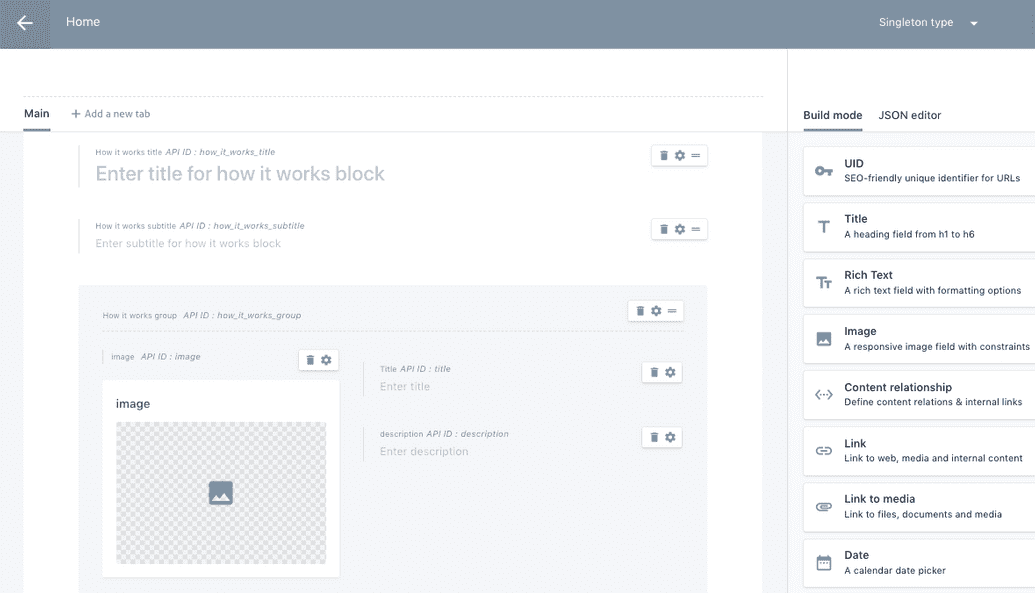 Home
Singleton type
Main
Add a new tab
Build mode
JSON editor
How it works title API ID : how_it_works_title
Enter title for how it works block
How it works subtitle API ID : how_it_works_subtitle
Enter subtitle for how it works block
How it works group API ID : how_it_works_group
image API ID : image
image
Title API ID : title
Enter title
description API ID : description
Enter description
UID
SEO-friendly unique identifier for URLs
Title
A heading field from h1 to h6
Rich Text
A rich text field with formatting options
Image
A responsive image field with constraints
Content relationship
Define content relations & internal links
Link
Link to web, media and internal content
Link to media
Link to files, documents and media
Date
A calendar date picker